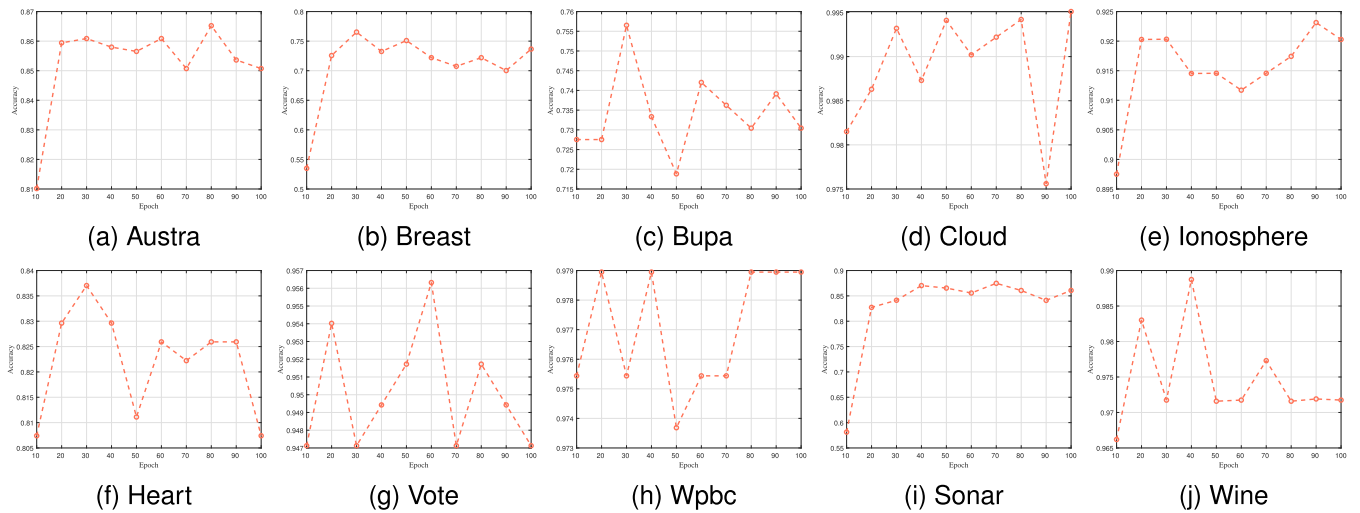 0.87
0.86
0.85
0.84
0.83
0.82
0.81
Accuracy
10 20 30 40 50 60 70 80 90 100
Epoch
(a) Austra
0.8
0.75
0.7
0.65
0.6
0.55
0.5
Accuracy
10 20 30 40 50 60 70 80 90 100
Epoch
(b) Breast
0.76
0.755
0.75
0.745
0.74
0.735
0.73
0.725
0.72
0.715
Accuracy
10 20 30 40 50 60 70 80 90 100
Epoch
(c) Bupa
0.995
0.99
0.985
0.98
0.975
Accuracy
10 20 30 40 50 60 70 80 90 100
Epoch
(d) Cloud
0.925
0.92
0.915
0.91
0.905
0.9
0.895
Accuracy
10 20 30 40 50 60 70 80 90 100
Epoch
(e) Ionosphere
0.84
0.835
0.83
0.825
0.82
0.815
0.81
0.805
Accuracy
10 20 30 40 50 60 70 80 90 100
Epoch
(f) Heart
0.957
0.956
0.955
0.954
0.953
0.952
0.951
0.95
0.949
0.948
0.947
Accuracy
10 20 30 40 50 60 70 80 90 100
Epoch
(g) Vote
0.979
0.978
0.977
0.976
0.975
0.974
0.973
Accuracy
10 20 30 40 50 60 70 80 90 100
Epoch
(h) Wpbc
0.9
0.85
0.8
0.75
0.7
0.65
0.6
0.55
Accuracy
10 20 30 40 50 60 70 80 90 100
Epoch
(i) Sonar
0.99
0.985
0.98
0.975
0.97
0.965
Accuracy
10 20 30 40 50 60 70 80 90 100
Epoch
(j) Wine